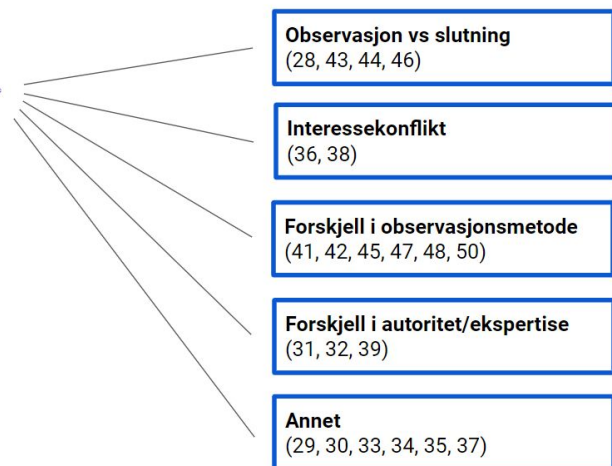 Observasjon vs slutning
(28, 43, 44, 46)
Interessekonflikt
(36, 38)
Forskjell i observasjonsmetode
(41, 42, 45, 47, 48, 50)
Forskjell i autoritet/ekspertise
(31, 32, 39)
Annet
(29, 30, 33, 34, 35, 37)